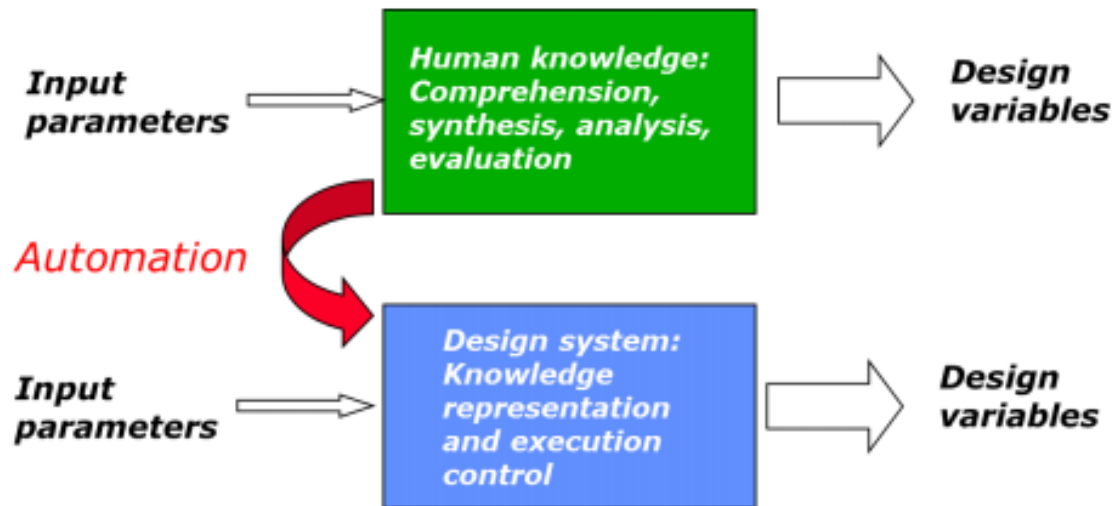 Input
parameters
Human knowledge:
Comprehension,
synthesis, analysis,
evaluation
Design
variables
Automation
Input
parameters
Design system:
Knowledge
representation
and execution
control
Design
variables